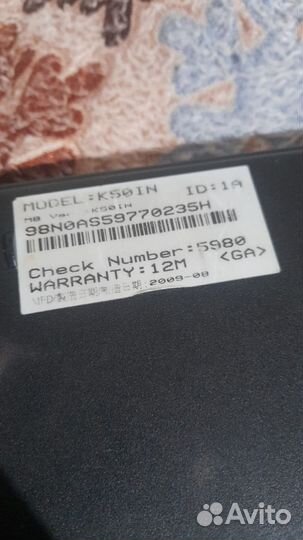 MODEL:K50IN ID:1A
MB Ver :K50IN
98N0AS59770235H
Check Number:5980
WARRANTY:12M <GA>
2009-08
Avito